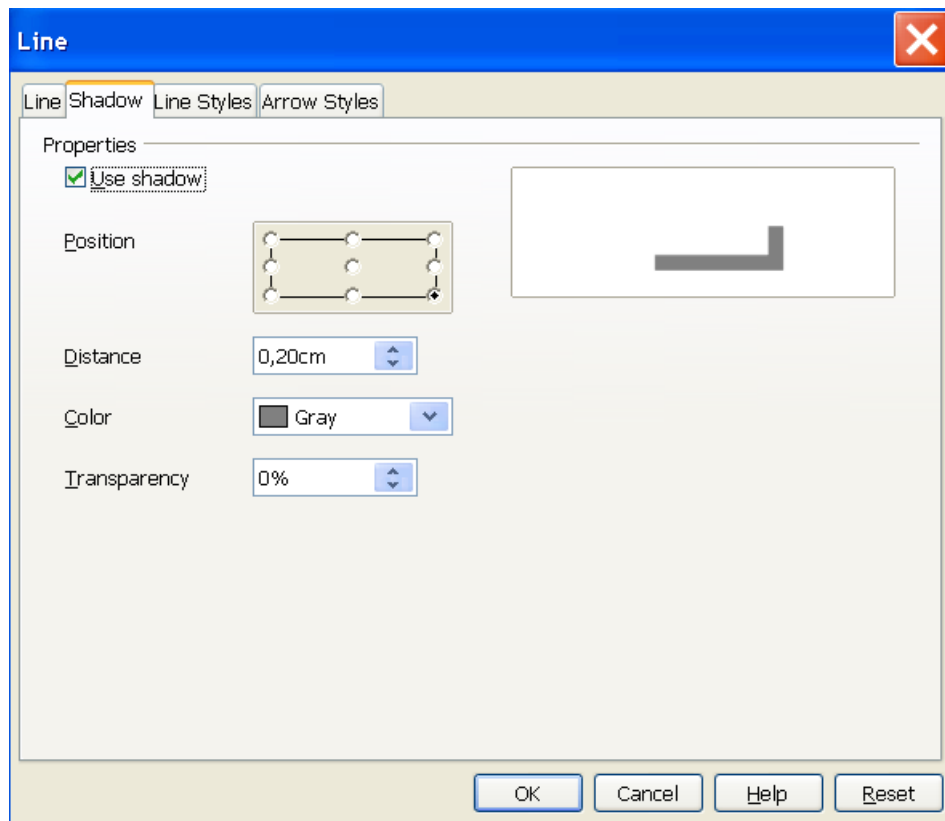 Line
Line Shadow Line Styles Arrow Styles
Properties
Use shadow
Position
Distance 0,20cm
Color Gray
Transparency 0%
OK Cancel Help Reset